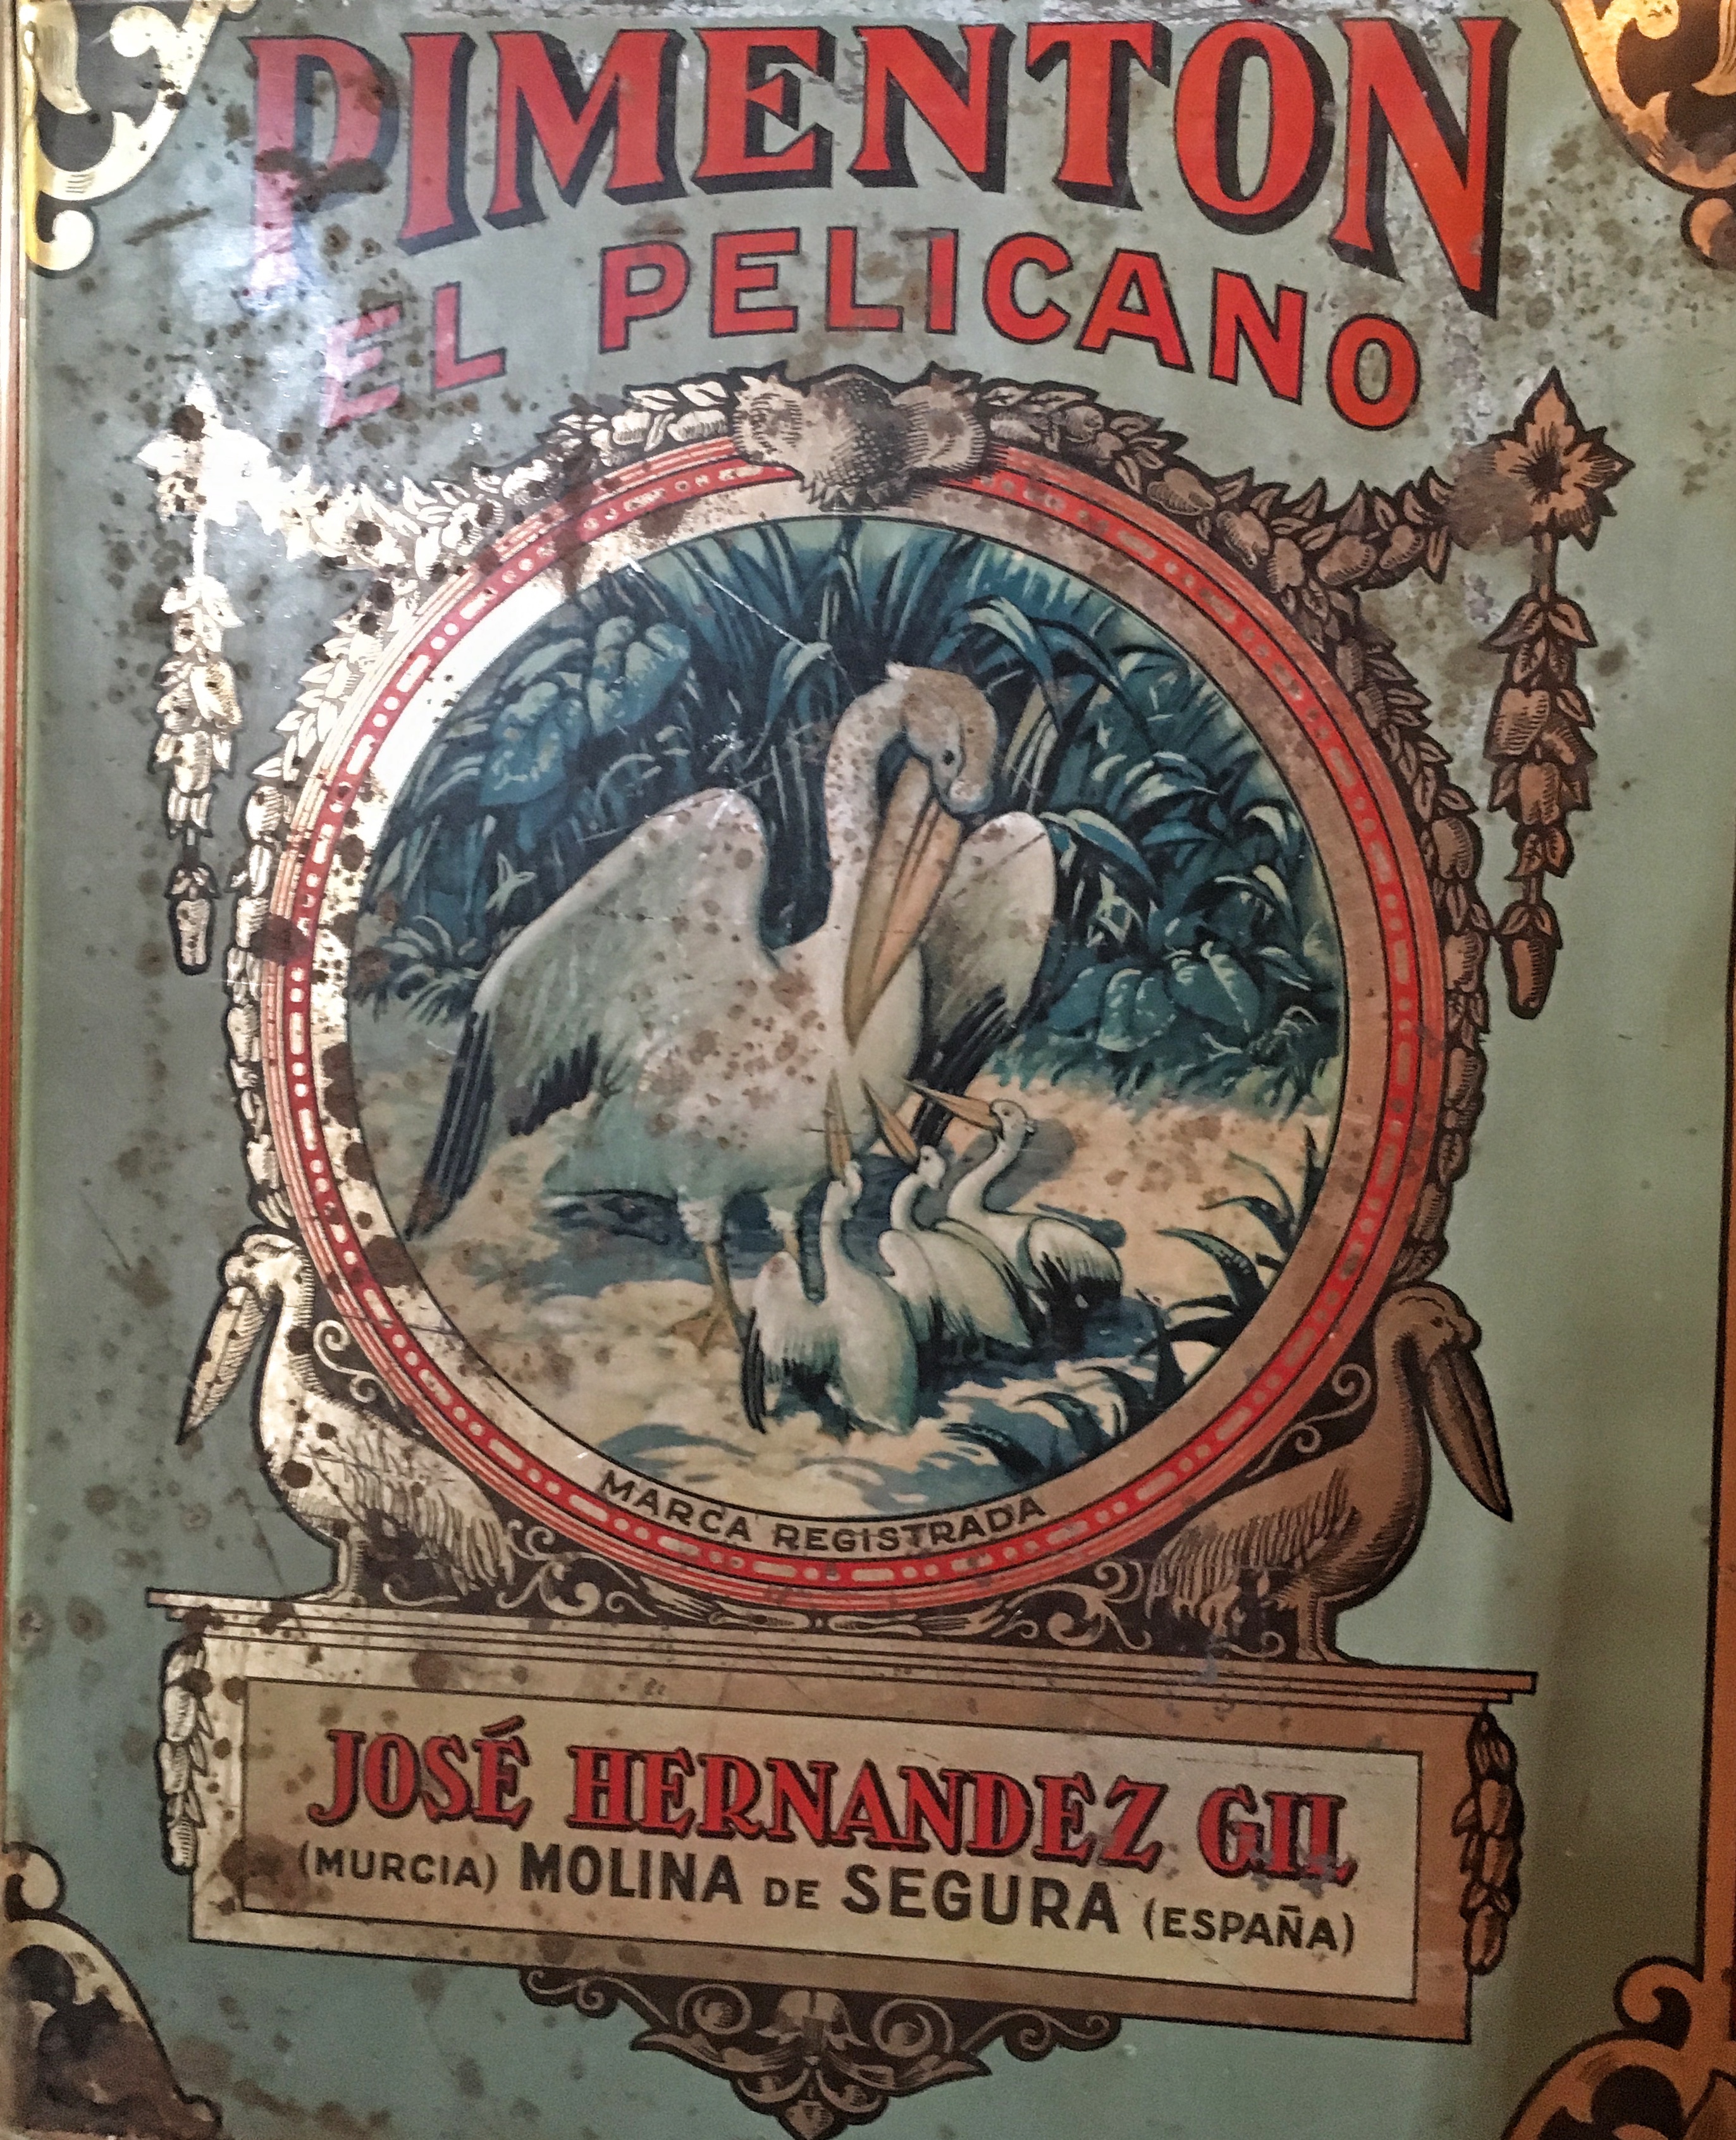 PIMENTON
EL PELICANO
MARCA REGISTRADA
JOSÉ HERNANDEZ GIL
(MURCIA) MOLINA DE SEGURA (ESPAÑA)